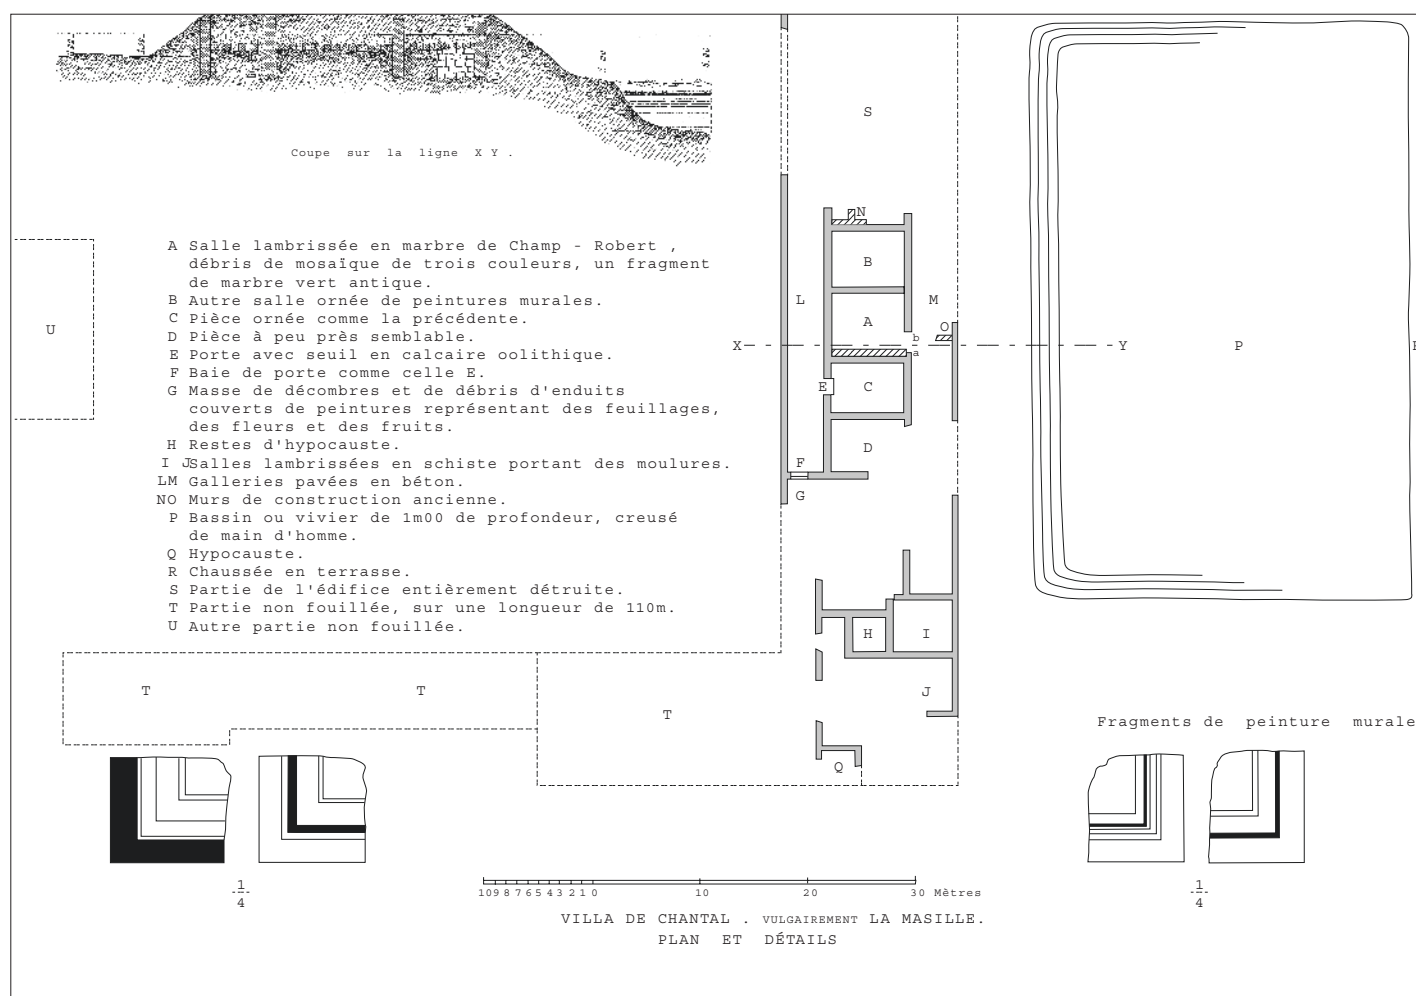 Coupe sur la ligne X Y .
A Salle lambrissée en marbre de Champ - Robert ,
débris de mosaïque de trois couleurs, un fragment
de marbre vert antique.
B Autre salle ornée de peintures murales.
C Pièce ornée comme la précédente.
D Pièce à peu près semblable.
E Porte avec seuil en calcaire oolithique.
F Baie de porte comme celle E.
G Masse de décombres et de débris d'enduits
couverts de peintures représentant des feuillages,
des fleurs et des fruits.
H Restes d'hypocauste.
I J Salles lambrissées en schiste portant des moulures.
LM Galleries pavées en béton.
NO Murs de construction ancienne.
P Bassin ou vivier de 1m00 de profondeur, creusé
de main d'homme.
Q Hypocauste.
R Chaussée en terrasse.
S Partie de l'édifice entièrement détruite.
T Partie non fouillée, sur une longueur de 110m.
U Autre partie non fouillée.
U
S
N
B
L
M
A
O
b
X
a
Y
P
E
C
D
F
G
H
I
J
T
T
T
Q
Fragments de peinture murale
1
4
1
4
10 9 8 7 6 5 4 3 2 1 0 10 20 30 Mètres
VILLA DE CHANTAL . VULGAIREMENT LA MASILLE.
PLAN ET DÉTAILS